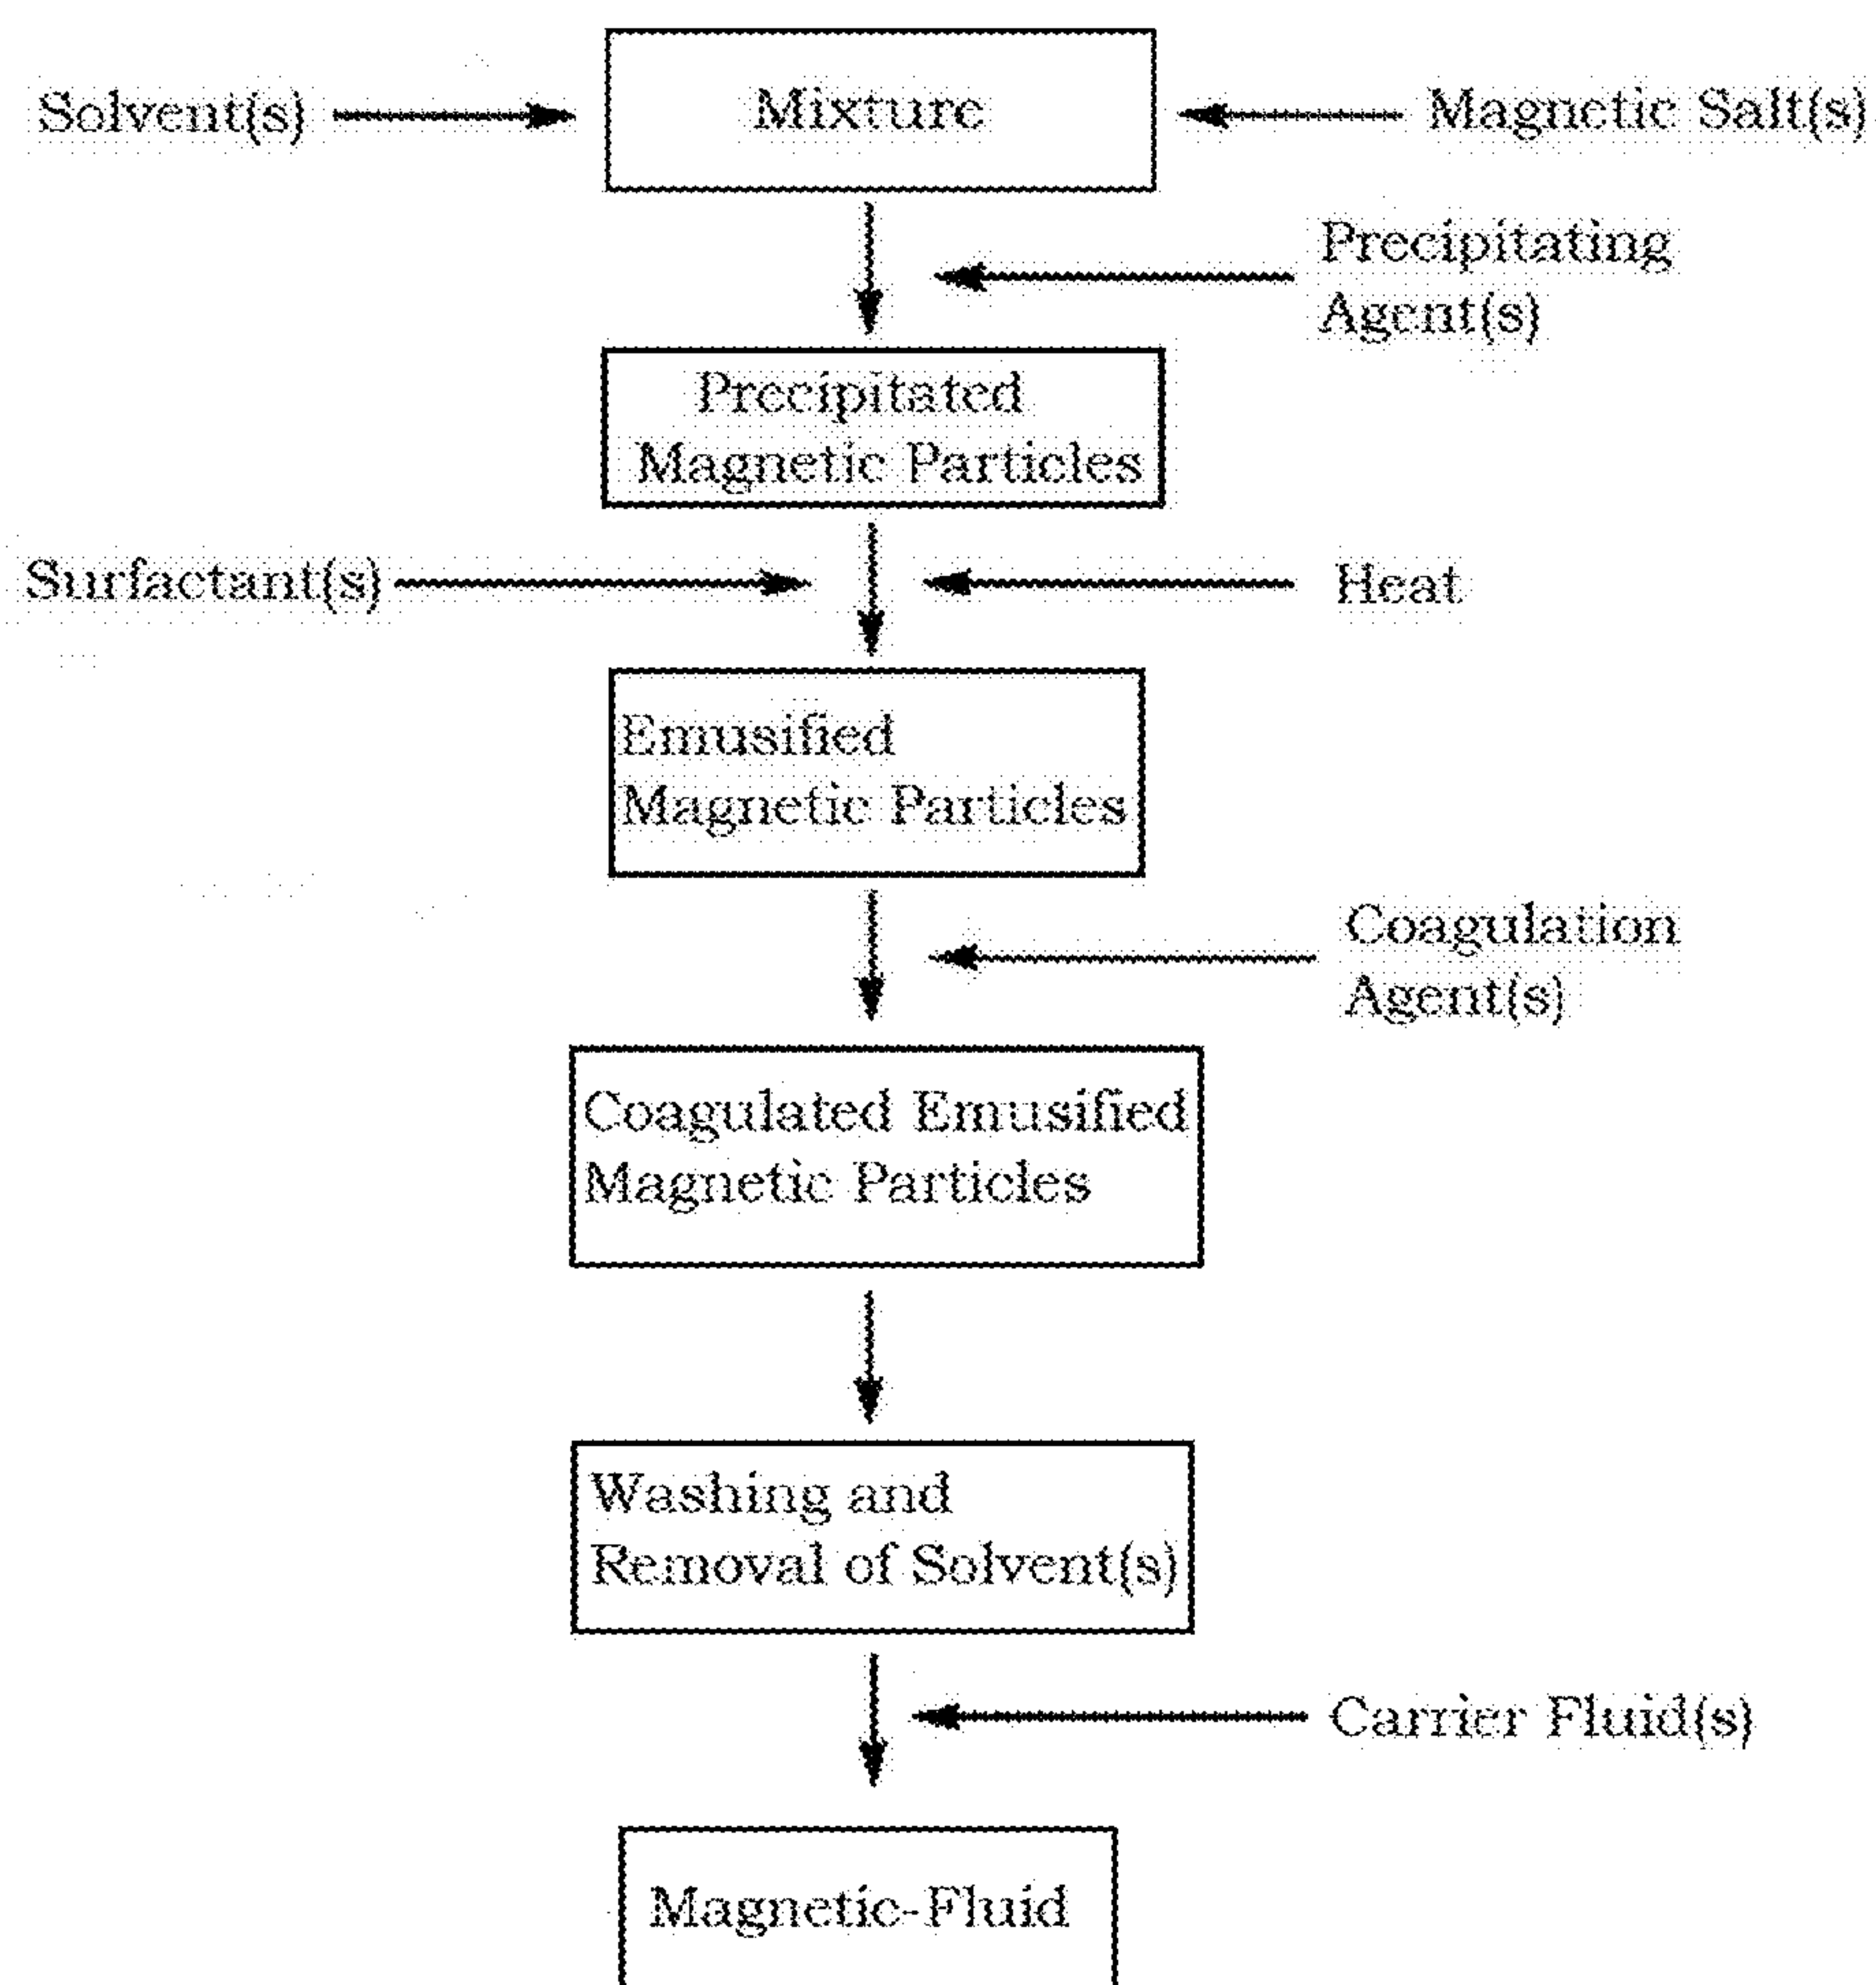 Solvent(s)
Mixture
Magnetic Salt(s)
Precipitating
Agent(s)
Precipitated
Magnetic Particles
Surfactant(s)
Heat
Emusified
Magnetic Particles
Coagulation
Agent(s)
Coagulated Emusified
Magnetic Particles
Washing and
Removal of Solvent(s)
Carrier Fluid(s)
Magnetic-Fluid